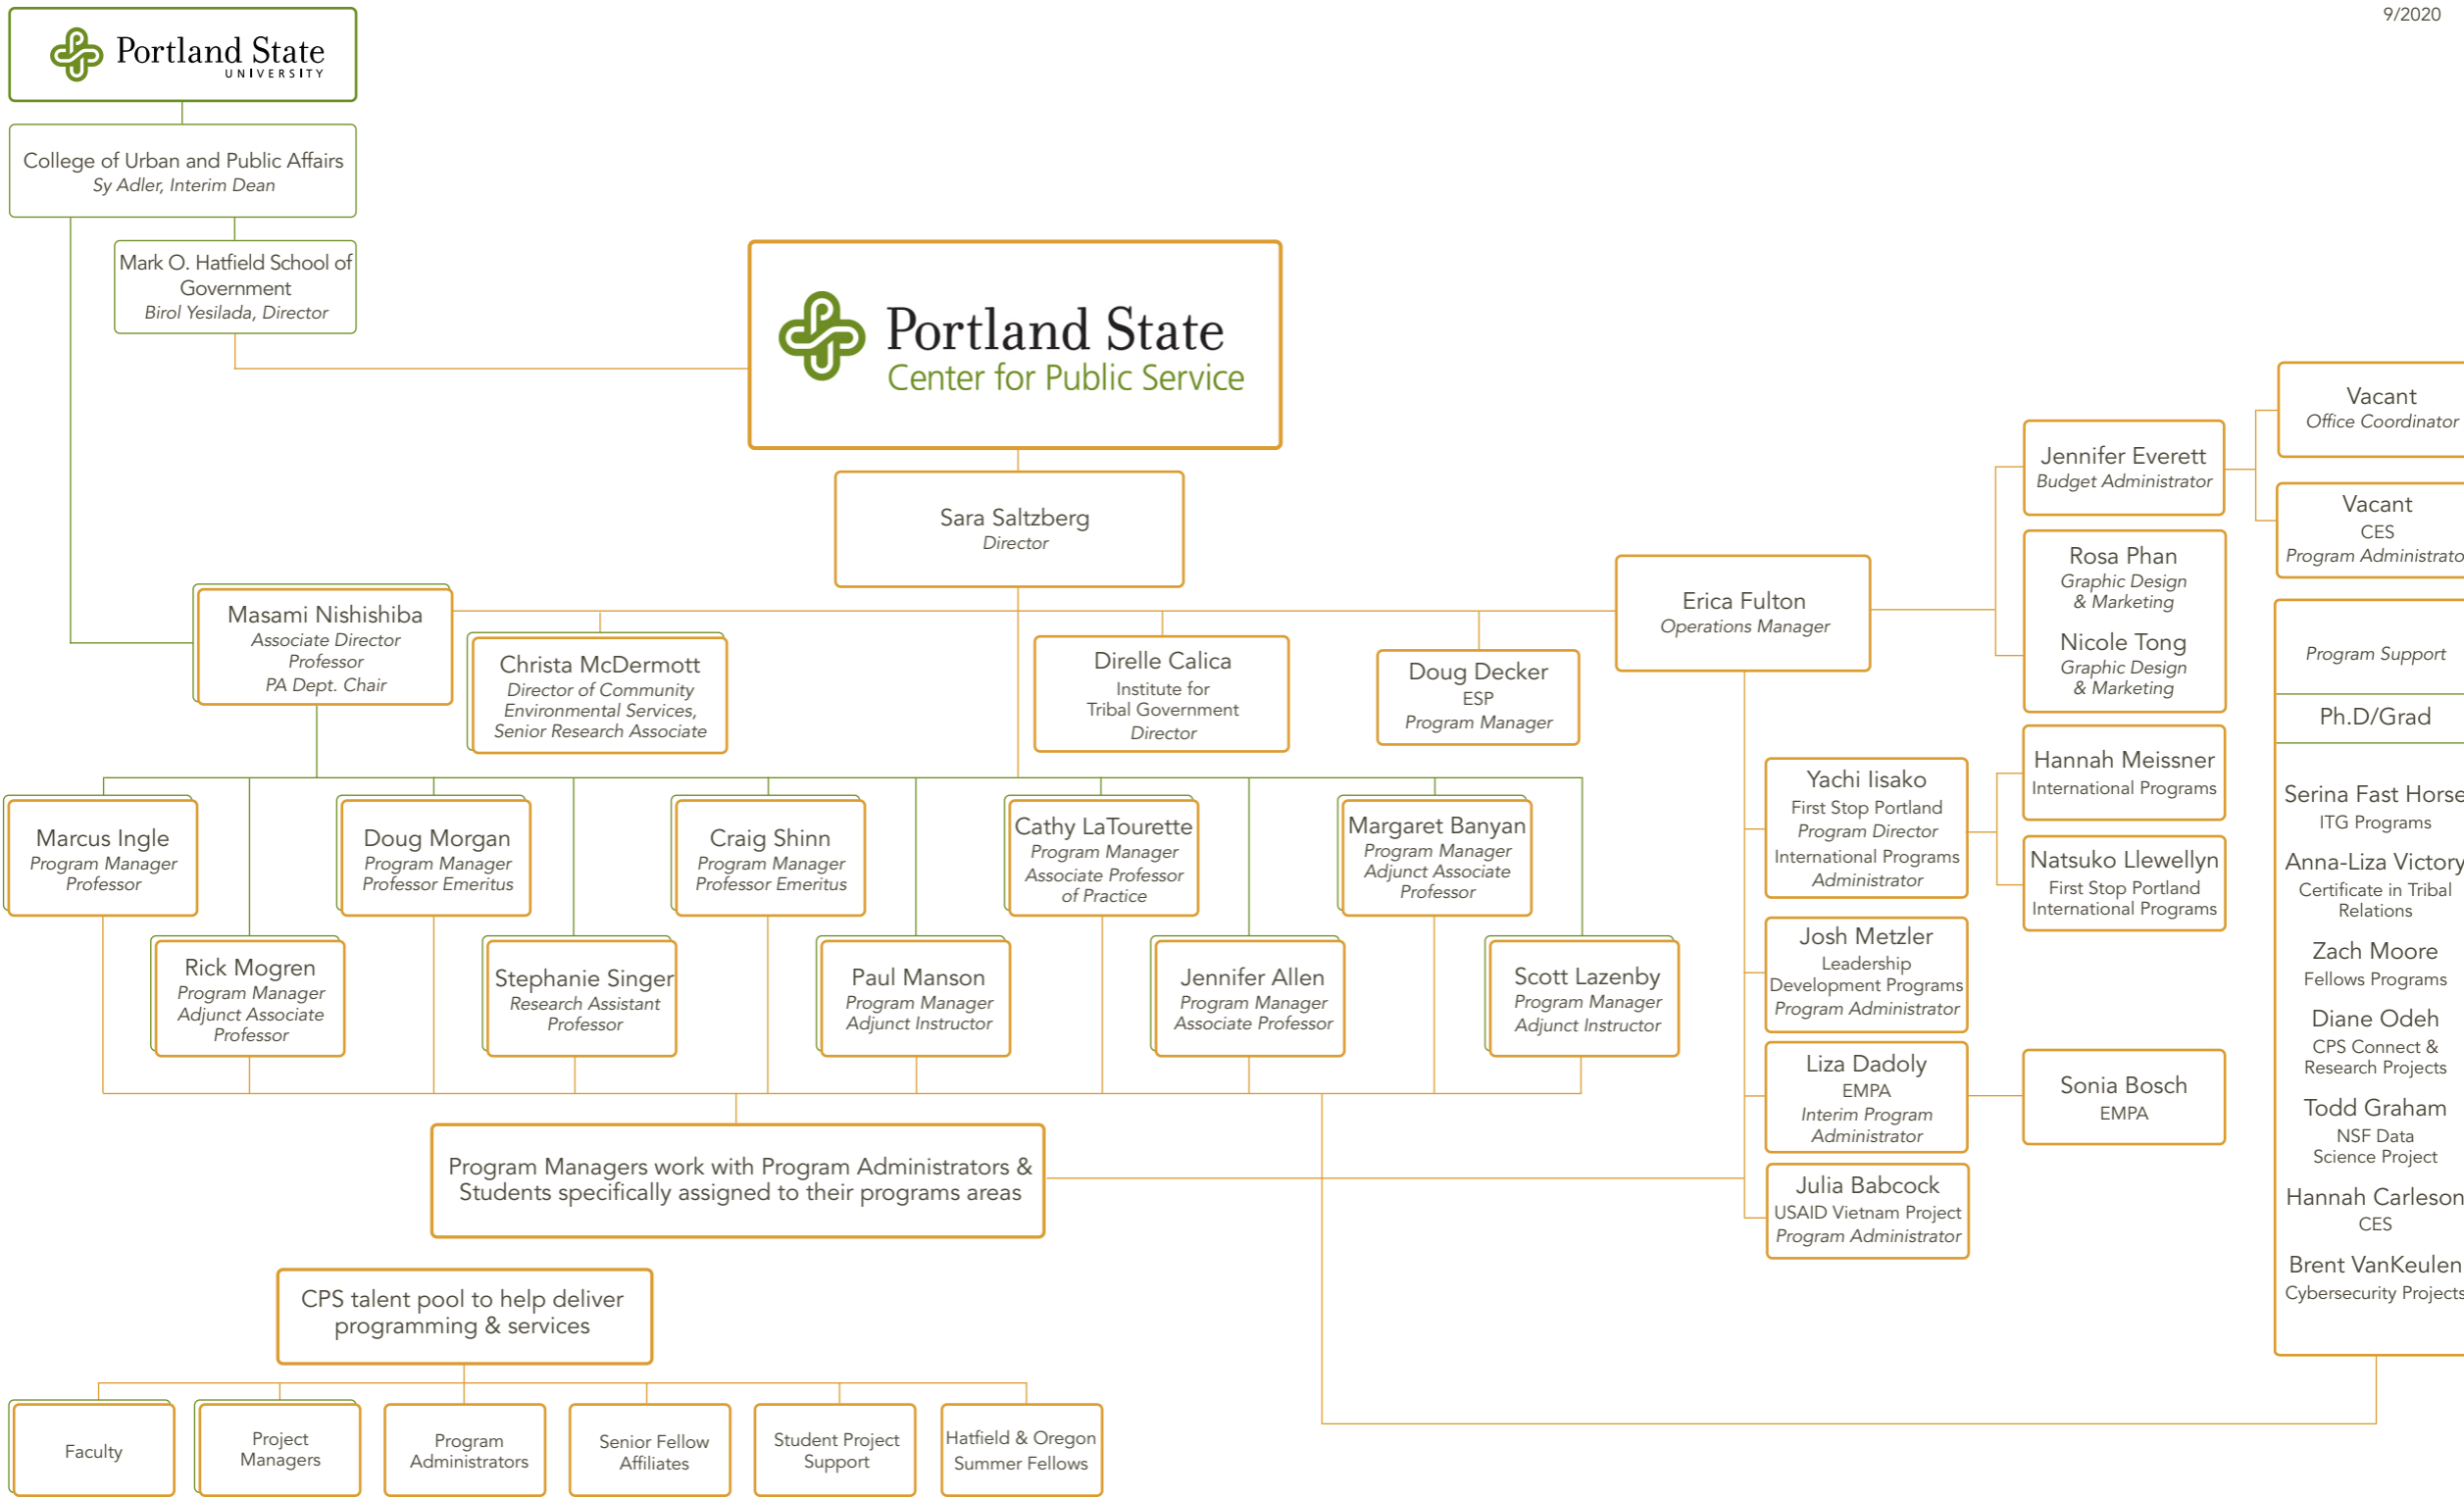 9/2020
Portland State
UNIVERSITY
College of Urban and Public Affairs
Sy Adler, Interim Dean
Mark O. Hatfield School of
Government
Birol Yesilada, Director
Portland State
Center for Public Service
Sara Saltzberg
Director
Masami Nishishiba
Associate Director
Professor
PA Dept. Chair
Christa McDermott
Director of Community
Environmental Services,
Senior Research Associate
Direlle Calica
Institute for
Tribal Government
Director
Doug Decker
ESP
Program Manager
Erica Fulton
Operations Manager
Jennifer Everett
Budget Administrator
Vacant
Office Coordinator
Vacant
CES
Program Administrato
Rosa Phan
Graphic Design
& Marketing
Nicole Tong
Graphic Design
& Marketing
Yachi Iisako
First Stop Portland
Program Director
International Programs
Administrator
Hannah Meissner
International Programs
Natsuko Llewellyn
First Stop Portland
International Programs
Josh Metzler
Leadership
Development Programs
Program Administrator
Liza Dadoly
EMPA
Interim Program
Administrator
Sonia Bosch
EMPA
Julia Babcock
USAID Vietnam Project
Program Administrator
Program Support
Ph.D/Grad
Serina Fast Horse
ITG Programs
Anna-Liza Victory
Certificate in Tribal
Relations
Zach Moore
Fellows Programs
Diane Odeh
CPS Connect &
Research Projects
Todd Graham
NSF Data
Science Project
Hannah Carleson
CES
Brent VanKeulen
Cybersecurity Projects
Marcus Ingle
Program Manager
Professor
Doug Morgan
Program Manager
Professor Emeritus
Craig Shinn
Program Manager
Professor Emeritus
Cathy LaTourette
Program Manager
Associate Professor
of Practice
Margaret Banyan
Program Manager
Adjunct Associate
Professor
Rick Mogren
Program Manager
Adjunct Associate
Professor
Stephanie Singer
Research Assistant
Professor
Paul Manson
Program Manager
Adjunct Instructor
Jennifer Allen
Program Manager
Associate Professor
Scott Lazenby
Program Manager
Adjunct Instructor
Program Managers work with Program Administrators &
Students specifically assigned to their programs areas
CPS talent pool to help deliver
programming & services
Faculty
Project
Managers
Program
Administrators
Senior Fellow
Affiliates
Student Project
Support
Hatfield & Oregon
Summer Fellows